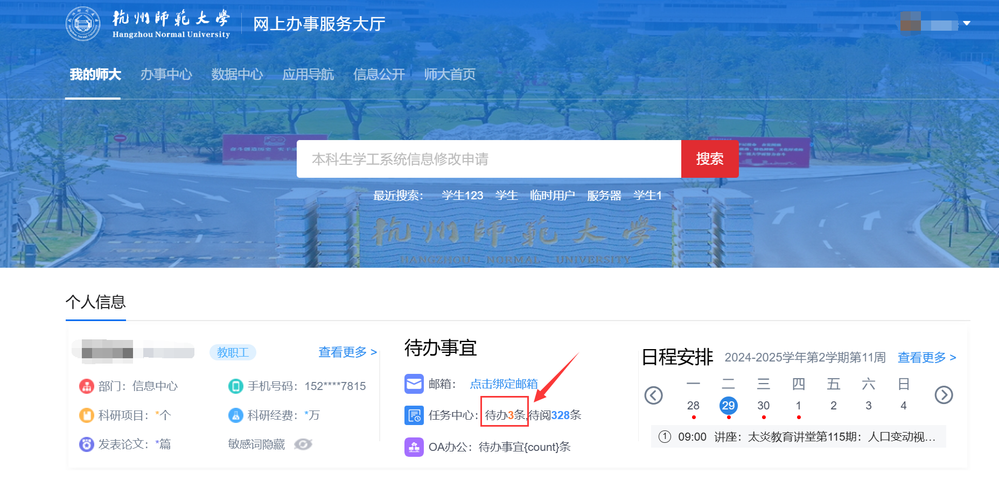 杭州師範大學
Hangzhou Normal University
网上办事服务大厅
我的师大 办事中心 数据中心 应用导航 信息公开 师大首页
本科生学工系统信息修改申请 搜索
最近搜索： 学生123 学生 临时用户 服务器 学生1
杭州師範大學
HANGZHOU NORMAL UNIVERSITY
个人信息
教职工 查看更多 >
部门：信息中心 手机号码：152****7815
科研项目：*个 科研经费：*万
发表论文：*篇 敏感词隐藏
待办事宜
邮箱： 点击绑定邮箱
任务中心：待办3条,待阅328条
OA办公：待办事宜{count}条
日程安排 2024-2025学年第2学期第11周 查看更多 >
一 二 三 四 五 六 日
28 29 30 1 2 3 4
1 09:00 讲座：太炎教育讲堂第115期：人口变动视...